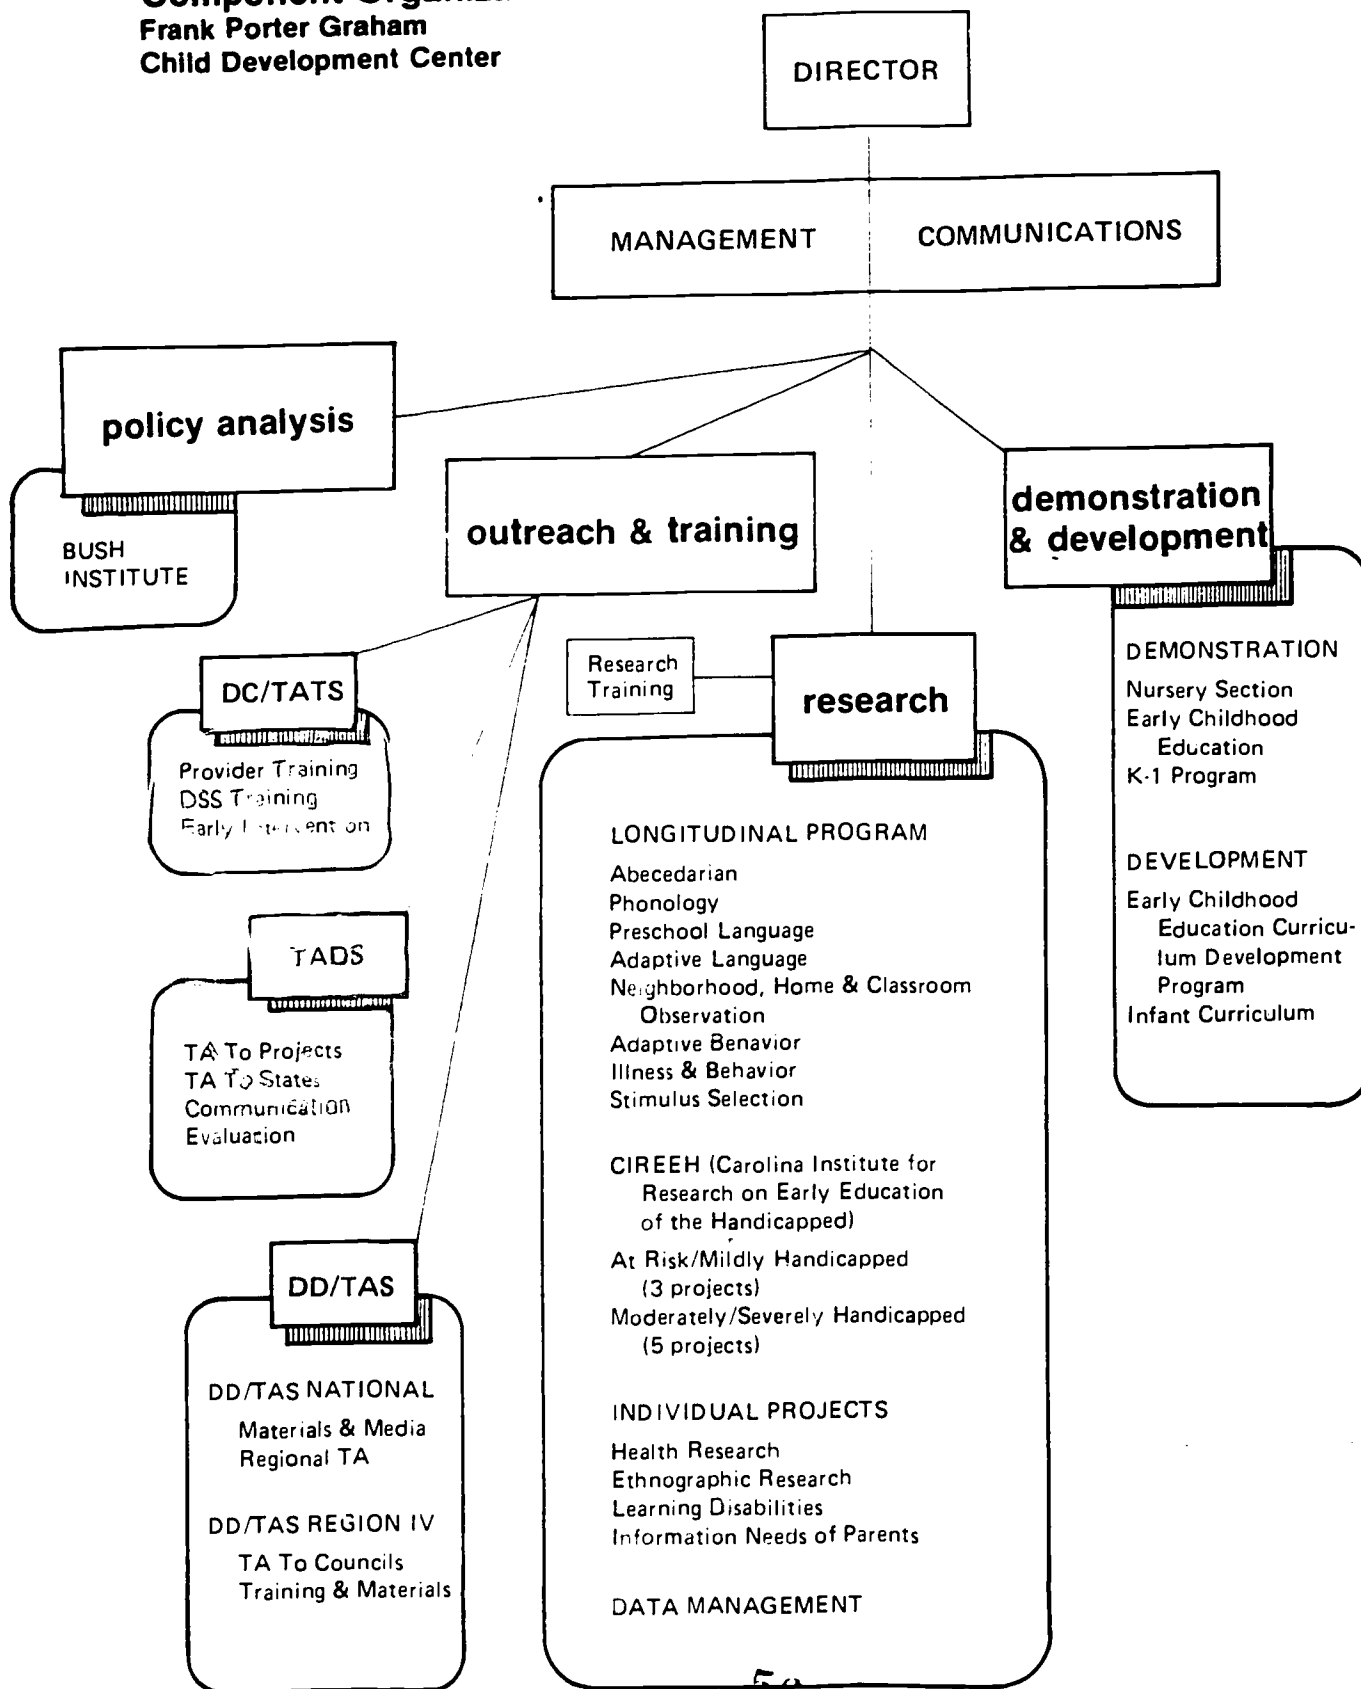 Component
Frank Porter Graham
Child Development Center
DIRECTOR
MANAGEMENT
COMMUNICATIONS
policy analysis
BUSH
INSTITUTE
outreach & training
demonstration
& development
DC/TATS
Provider Training
DSS Training
Early Intervention
TADS
TA To Projects
TA To States
Communication
Evaluation
DD/TAS
DD/TAS NATIONAL
Materials & Media
Regional TA
DD/TAS REGION IV
TA To Councils
Training & Materials
Research
Training
research
LONGITUDINAL PROGRAM
Abecedarian
Phonology
Preschool Language
Adaptive Language
Neighborhood, Home & Classroom
Observation
Adaptive Behavior
Illness & Behavior
Stimulus Selection
CIREEH (Carolina Institute for
Research on Early Education
of the Handicapped)
At Risk/Mildly Handicapped
(3 projects)
Moderately/Severely Handicapped
(5 projects)
INDIVIDUAL PROJECTS
Health Research
Ethnographic Research
Learning Disabilities
Information Needs of Parents
DATA MANAGEMENT
DEMONSTRATION
Nursery Section
Early Childhood
Education
K-1 Program
DEVELOPMENT
Early Childhood
Education Curricu-
lum Development
Program
Infant Curriculum